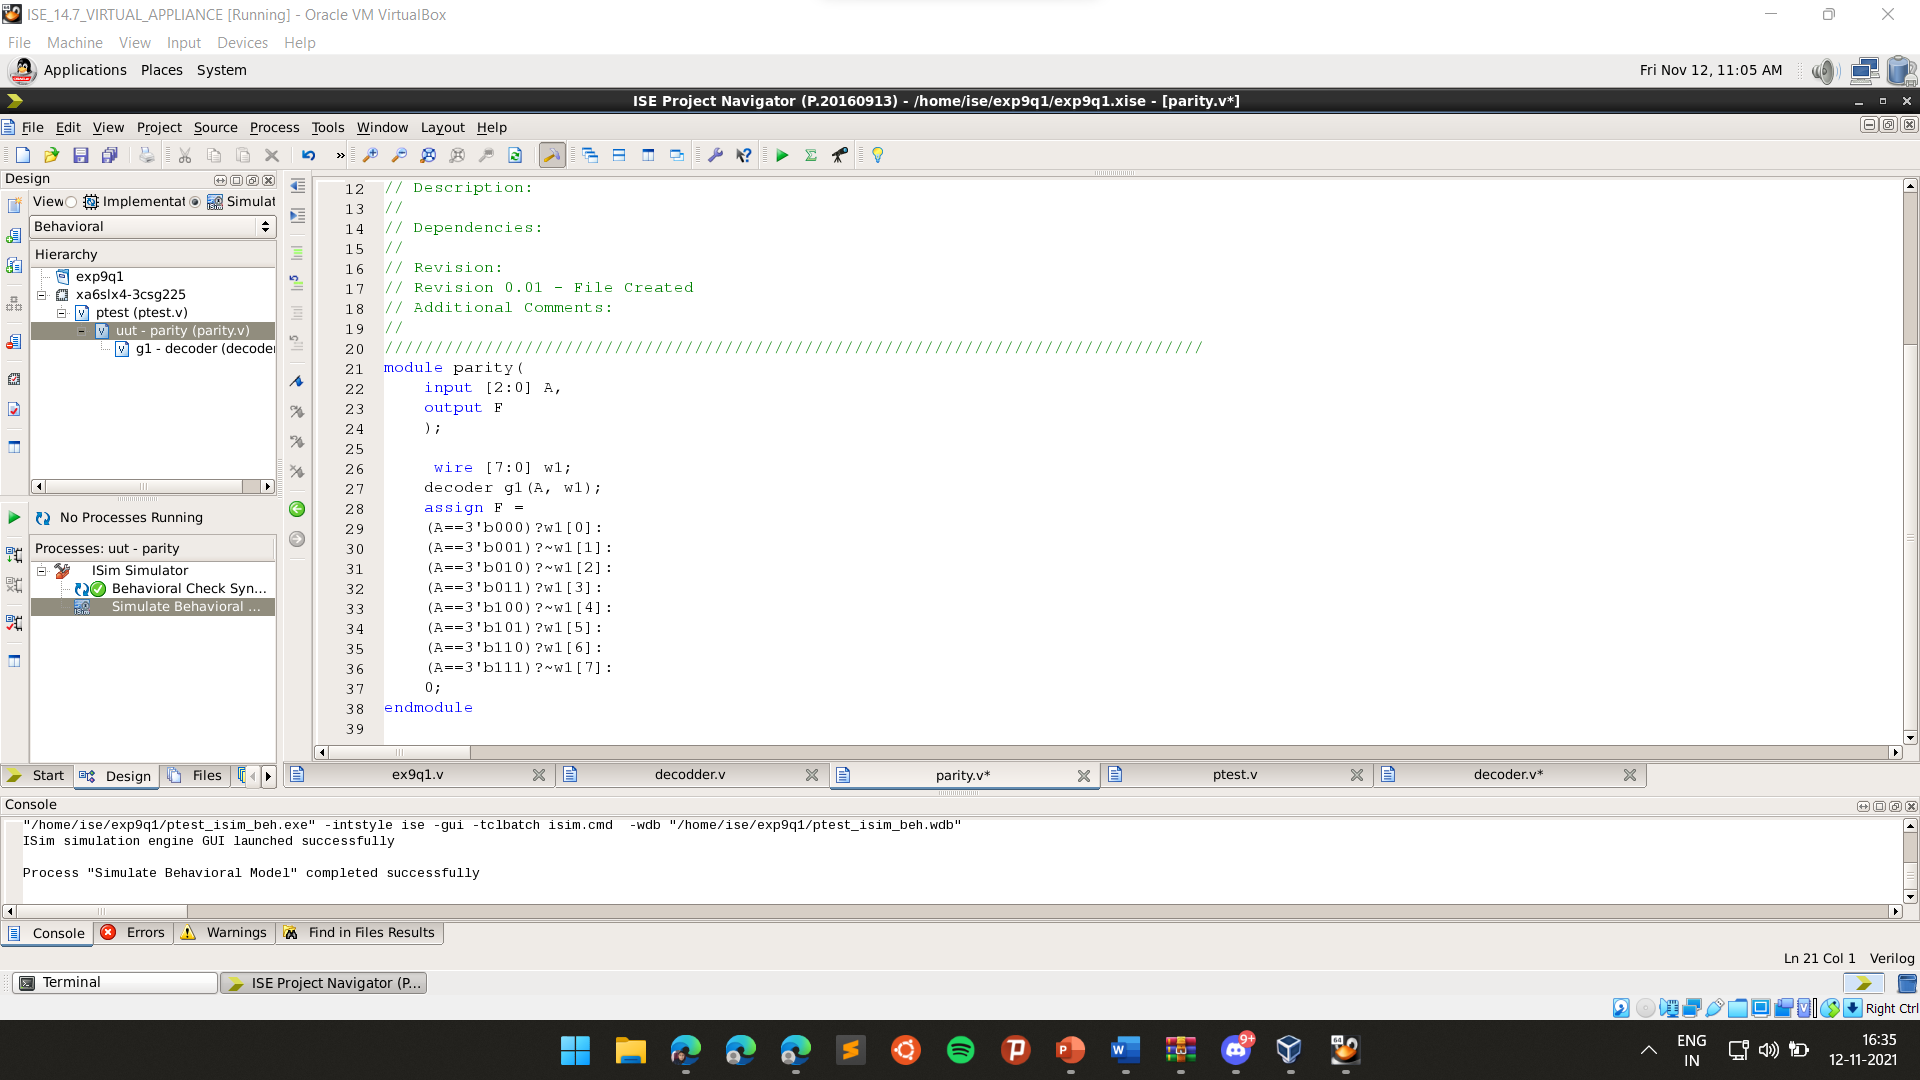 ISE_14.7_VIRTUAL_APPLIANCE [Running] - Oracle VM VirtualBox
File Machine View Input Devices Help
Applications Places System
Fri Nov 12, 11:05 AM
ISE Project Navigator (P.20160913) - /home/ise/exp9q1/exp9q1.xise - [parity.v*]
File Edit View Project Source Process Tools Window Layout Help
»
Design
View Implementat Simulat
Behavioral
Hierarchy
exp9q1
xa6slx4-3csg225
ptest (ptest.v)
uut - parity (parity.v)
g1 - decoder (decoder
No Processes Running
Processes: uut - parity
ISim Simulator
Behavioral Check Syn...
Simulate Behavioral ...
Start Design Files
12 // Description:
13 //
14 // Dependencies:
15 //
16 // Revision:
17 // Revision 0.01 - File Created
18 // Additional Comments:
19 //
20 //////////////////////////////////////////////////////////////////////////////////
21 module parity(
22 input [2:0] A,
23 output F
24 );
25
26 wire [7:0] w1;
27 decoder g1(A, w1);
28 assign F =
29 (A==3'b000)?w1[0]:
30 (A==3'b001)?~w1[1]:
31 (A==3'b010)?~w1[2]:
32 (A==3'b011)?w1[3]:
33 (A==3'b100)?~w1[4]:
34 (A==3'b101)?w1[5]:
35 (A==3'b110)?w1[6]:
36 (A==3'b111)?~w1[7]:
37 0;
38 endmodule
39
ex9q1.v decodder.v parity.v* ptest.v decoder.v*
Console
"/home/ise/exp9q1/ptest_isim_beh.exe" -intstyle ise -gui -tclbatch isim.cmd -wdb "/home/ise/exp9q1/ptest_isim_beh.wdb"
ISim simulation engine GUI launched successfully
Process "Simulate Behavioral Model" completed successfully
Console Errors Warnings Find in Files Results
Ln 21 Col 1 Verilog
Terminal ISE Project Navigator (P...
Right Ctrl
9+
64
ENG
IN
16:35
12-11-2021